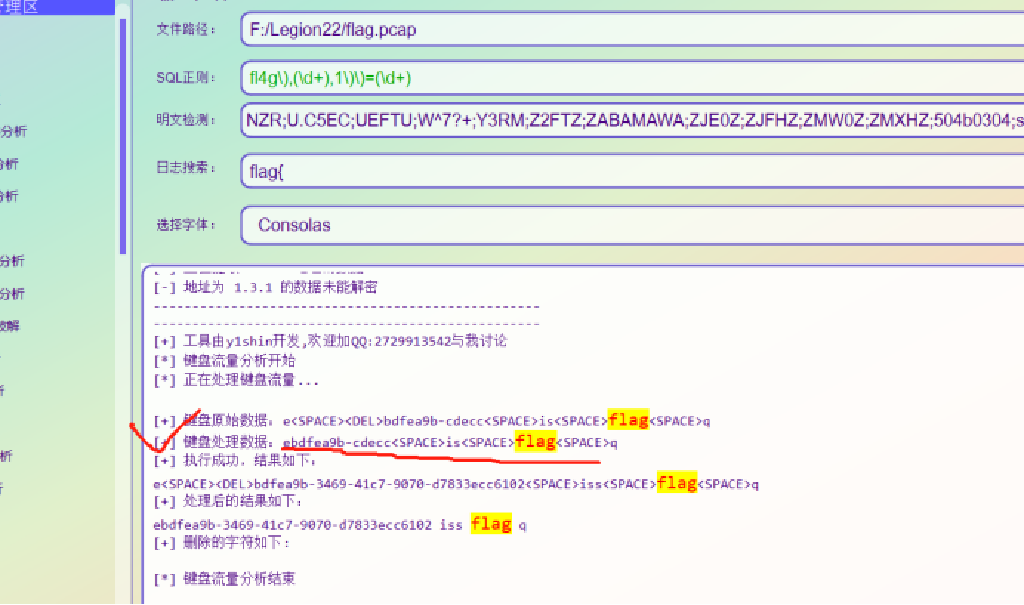 管理区
分析
分析
分析
分析
分析
破解
析
析
析
文件路径: F:/Legion22/flag.pcap
SQL正则: fl4g\),(\d+),1\)\)=(\d+)
明文检测: NZR;U.C5EC;UEFTU;W^7?+;Y3RM;Z2FTZ;ZABAMAWA;ZJE0Z;ZJFHZ;ZMW0Z;ZMXHZ;504b0304;s
日志搜索: flag{
选择字体: Consolas
[-] 地址为 1.3.1 的数据未能解密
--------------------------------------------------
--------------------------------------------------
[+] 工具由y1shin开发,欢迎加QQ:2729913542与我讨论
[*] 键盘流量分析开始
[*] 正在处理键盘流量...
[+] 键盘原始数据: e<SPACE><DEL>bdfea9b-cdecc<SPACE>is<SPACE>flag<SPACE>q
[+] 键盘处理数据: ebdfea9b-cdecc<SPACE>is<SPACE>flag<SPACE>q
[+] 执行成功, 结果如下:
e<SPACE><DEL>bdfea9b-3469-41c7-9070-d7833ecc6102<SPACE>iss<SPACE>flag<SPACE>q
[+] 处理后的结果如下:
ebdfea9b-3469-41c7-9070-d7833ecc6102 iss flag q
[+] 删除的字符如下:
[*] 键盘流量分析结束